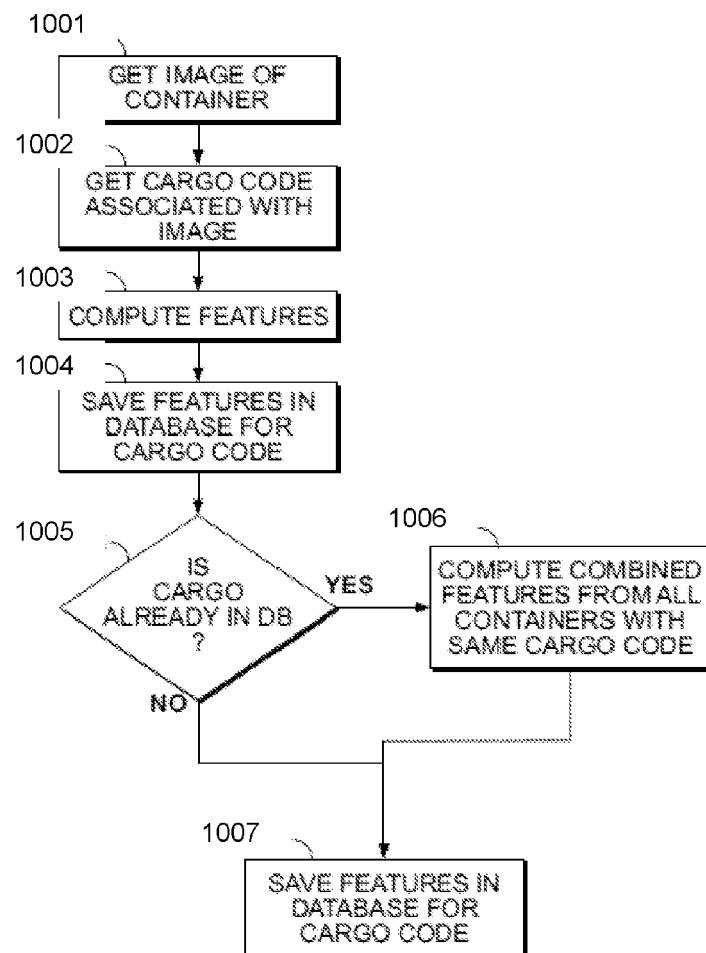 1001
GET IMAGE OF
CONTAINER
1002
GET CARGO CODE
ASSOCIATED WITH
IMAGE
1003
COMPUTE FEATURES
1004
SAVE FEATURES IN
DATABASE FOR
CARGO CODE
1005
IS
CARGO
ALREADY IN DB
?
YES
NO
1006
COMPUTE COMBINED
FEATURES FROM ALL
CONTAINERS WITH
SAME CARGO CODE
1007
SAVE FEATURES IN
DATABASE FOR
CARGO CODE